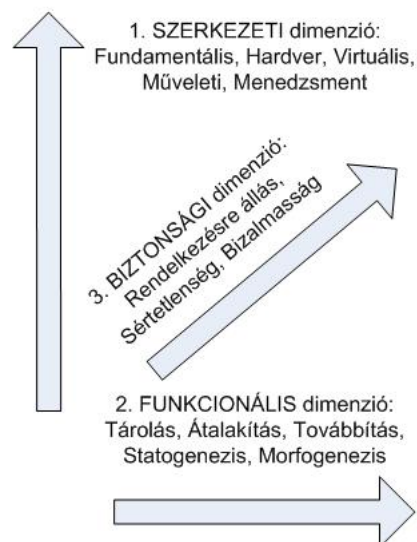 1. SZERKEZETI dimenzió:
Fundamentális, Hardver, Virtuális,
Műveleti, Menedzsment
3. BIZTONSÁGI dimenzió:
Rendelkezésre állás,
Sértetlenség, Bizalmasság
2. FUNKCIONÁLIS dimenzió:
Tárolás, Átalakítás, Továbbítás,
Statogenezis, Morfogenezis